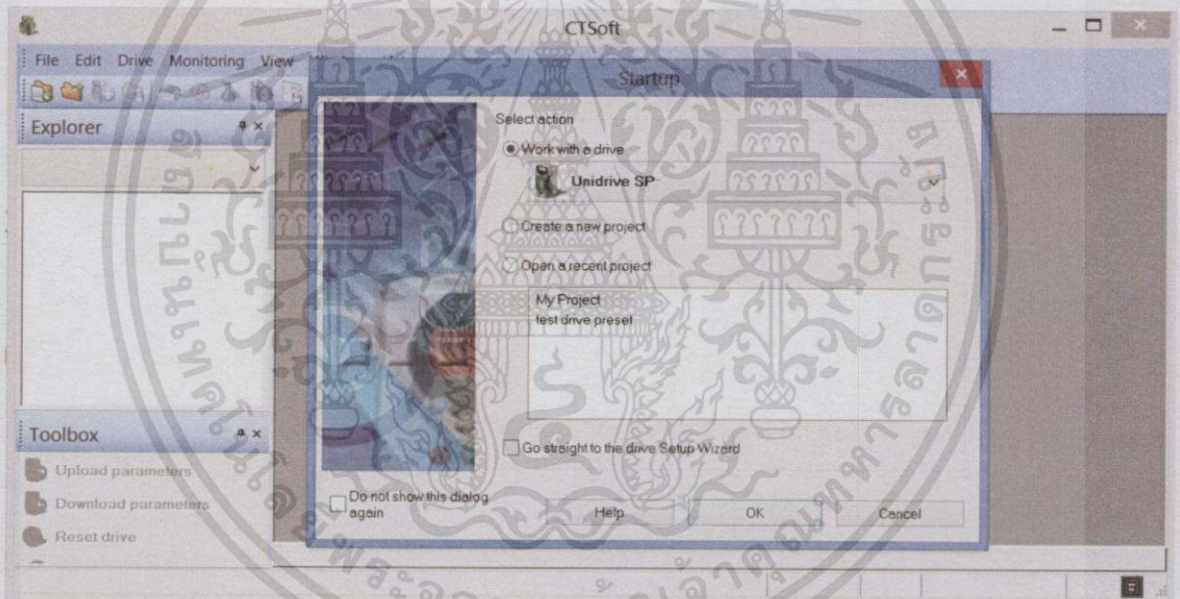 CTSoft
File Edit Drive Monitoring View
Explorer
Toolbox
Upload parameters
Download parameters
Reset drive
Startup
Select action
Work with a drive
Unidrive SP
Create a new project
Open a recent project
My Project
test drive preset
Go straight to the drive Setup Wizard
Do not show this dialog
again
Help
OK
Cancel